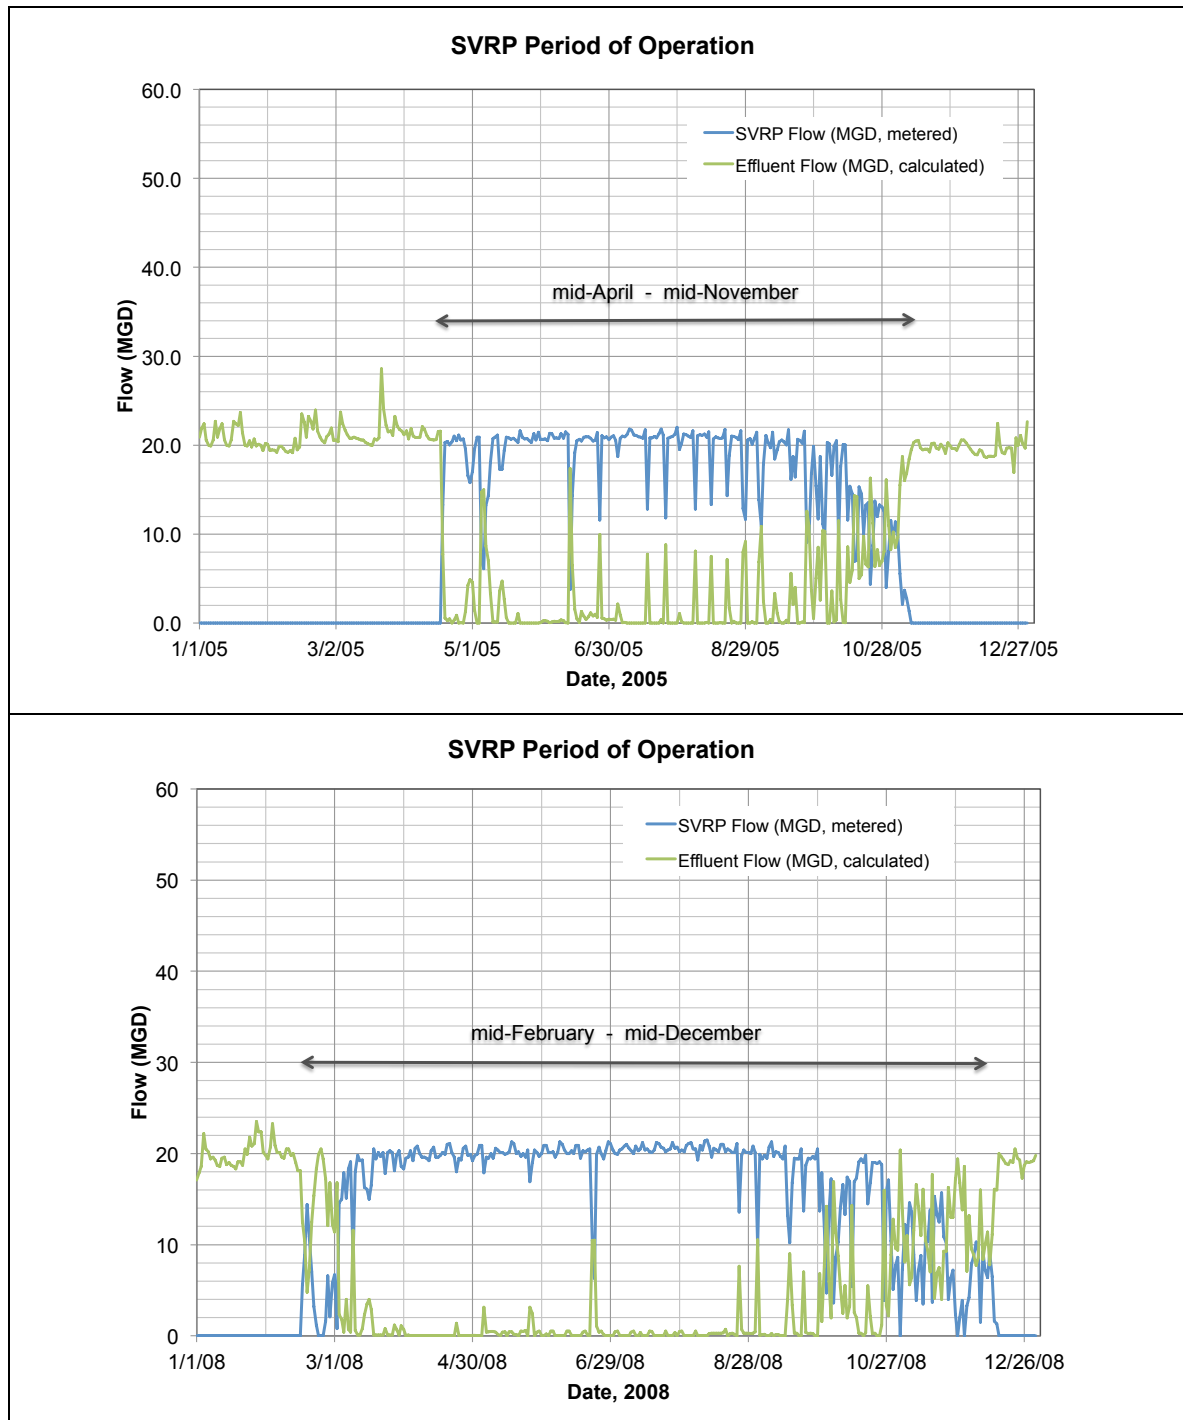 SVRP Period of Operation
60.0
50.0
40.0
30.0
20.0
10.0
0.0
Flow (MGD)
SVRP Flow (MGD, metered)
Effluent Flow (MGD, calculated)
mid-April - mid-November
1/1/05 3/2/05 5/1/05 6/30/05 8/29/05 10/28/05 12/27/05
Date, 2005
SVRP Period of Operation
60
50
40
30
20
10
0
Flow (MGD)
SVRP Flow (MGD, metered)
Effluent Flow (MGD, calculated)
mid-February - mid-December
1/1/08 3/1/08 4/30/08 6/29/08 8/28/08 10/27/08 12/26/08
Date, 2008